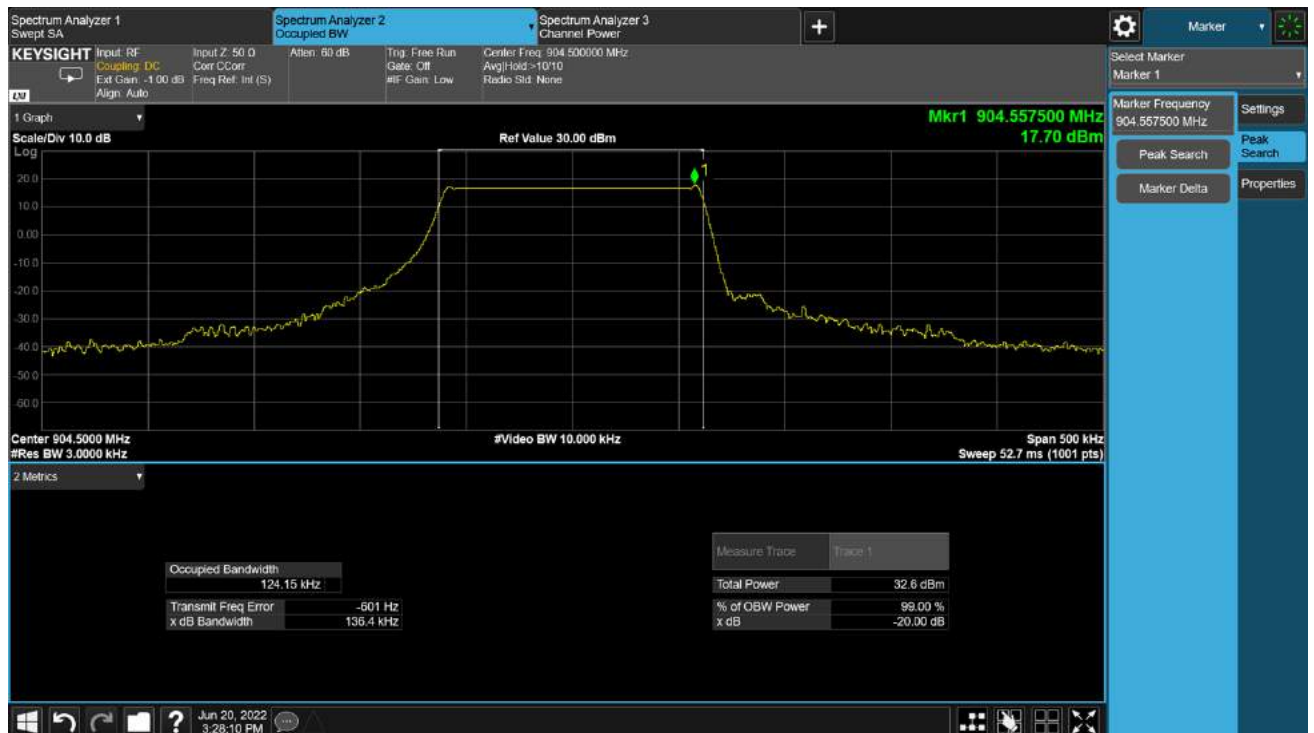 Spectrum Analyzer 1
Swept SA
Spectrum Analyzer 2
Occupied BW
Spectrum Analyzer 3
Channel Power
+
Marker
KEYSIGHT
Input: RF
Coupling: DC
Ext Gain: -1.00 dB
Align: Auto
Input Z: 50 Ω
Corr CCorr
Freq Ref: Int (S)
Atten: 60 dB
Trig: Free Run
Gate: Off
#IF Gain: Low
Center Freq: 904.500000 MHz
Avg|Hold:>10/10
Radio Std: None
LXI
Select Marker
Marker 1
Marker Frequency
904.557500 MHz
Peak Search
Marker Delta
Settings
Peak
Search
Properties
1 Graph
Scale/Div 10.0 dB
Ref Value 30.00 dBm
Mkr1 904.557500 MHz
17.70 dBm
Log
20.0
10.0
0.00
-10.0
-20.0
-30.0
-40.0
-50.0
-60.0
1
Center 904.5000 MHz
#Video BW 10.000 kHz
Span 500 kHz
#Res BW 3.0000 kHz
Sweep 52.7 ms (1001 pts)
2 Metrics
Measure Trace Trace 1
Occupied Bandwidth
124.15 kHz
Total Power 32.6 dBm
Transmit Freq Error -601 Hz
% of OBW Power 99.00 %
x dB Bandwidth 136.4 kHz
x dB -20.00 dB
?
Jun 20, 2022
3:28:10 PM